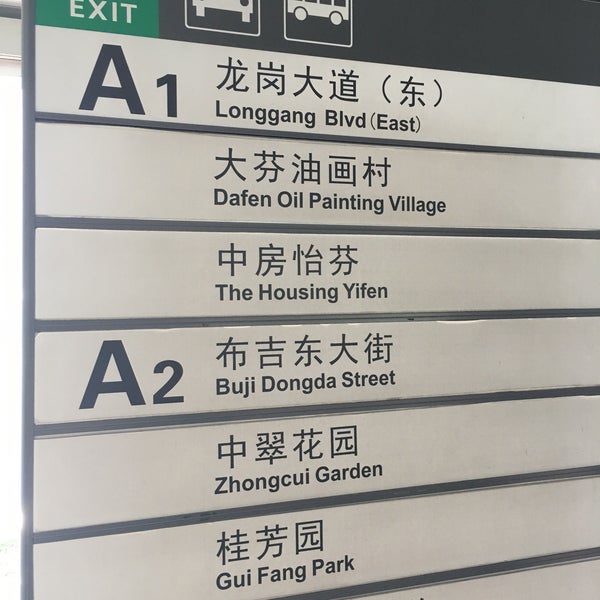 EXIT
A1
龙岗大道（东）
Longgang Blvd(East)
大芬油画村
Dafen Oil Painting Village
中房怡芬
The Housing Yifen
A2
布吉东大街
Buji Dongda Street
中翠花园
Zhongcui Garden
桂芳园
Gui Fang Park